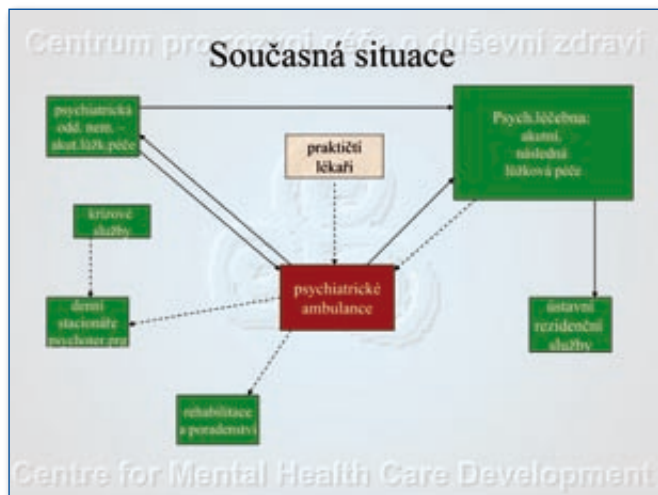 Centrum pro rozvoj péče o duševní zdraví
Současná situace
psychiatrická
odd. nem. –
akut.lůžk.péče
Psych.léčebna:
akutní,
následná
lůžková péče
praktičtí
lékaři
krizové
služby
psychiatrické
ambulance
denní
stacionáře
psychoter.pro
ústavní
rezidenční
služby
rehabilitace
a poradenství
Centre for Mental Health Care Development